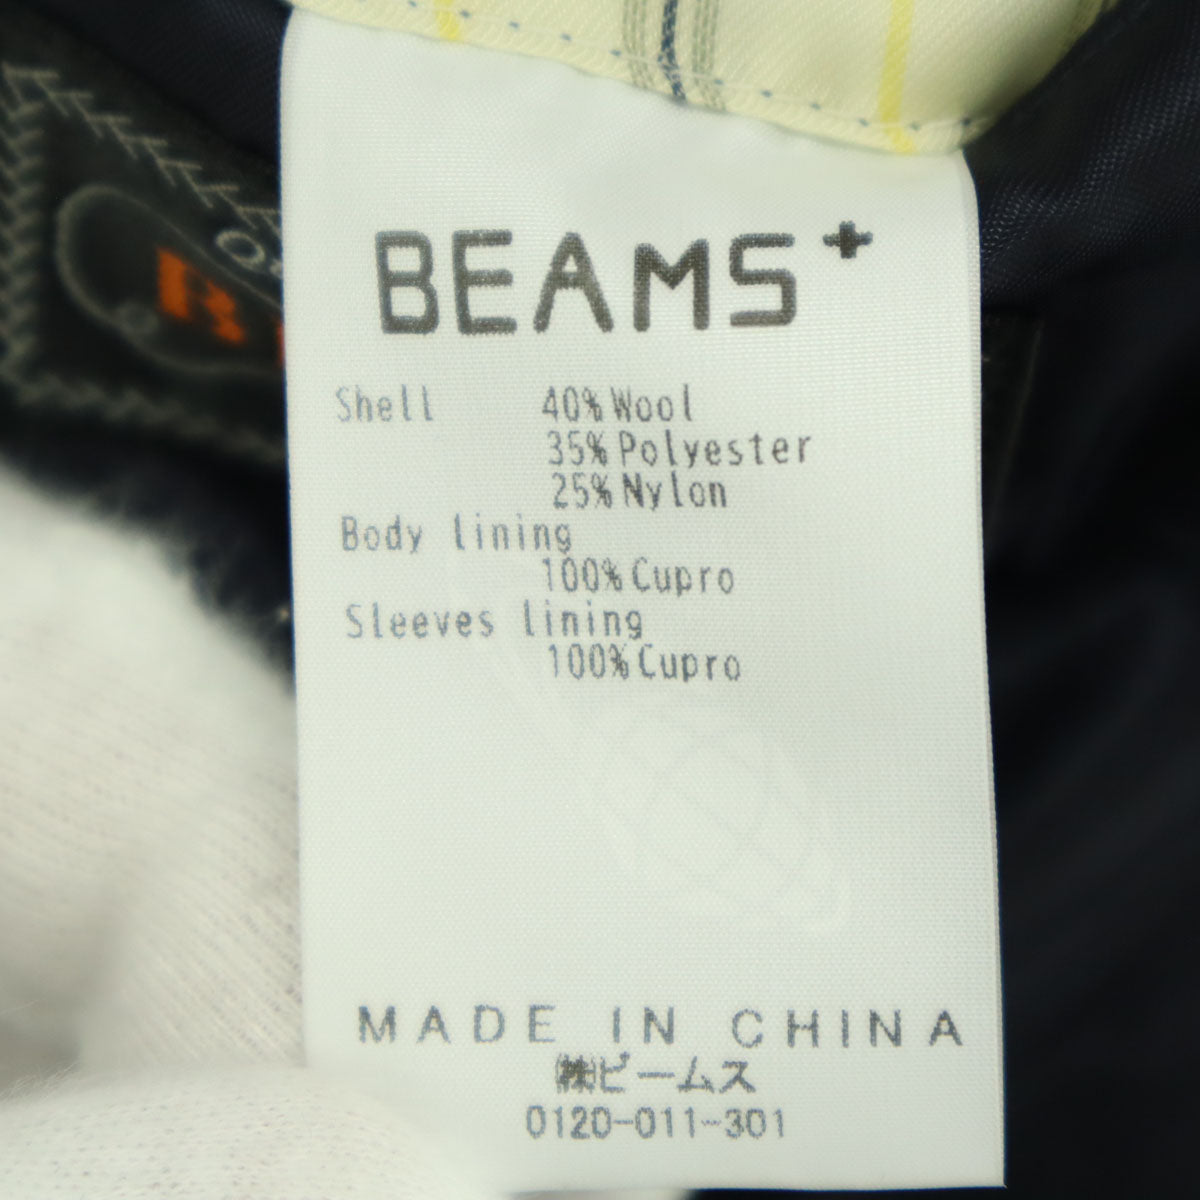 BEAMS+
Shell 40% Wool
35% Polyester
25% Nylon
Body lining
100% Cupro
Sleeves lining
100% Cupro
MADE IN CHINA
㈱ビームス
0120-011-301